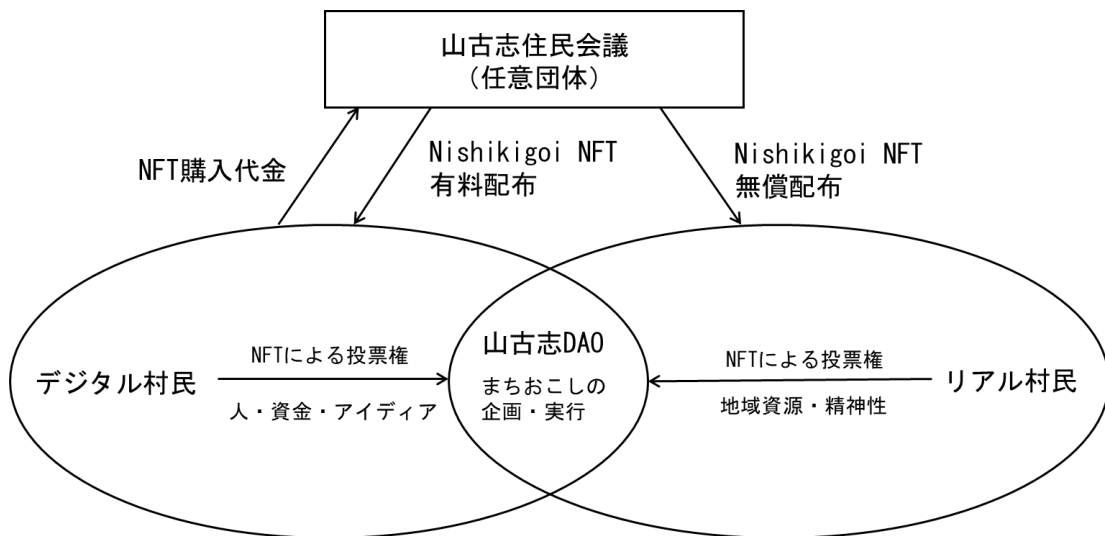 山古志住民会議
（任意団体）
NFT購入代金
Nishikigoi NFT
有料配布
Nishikigoi NFT
無償配布
デジタル村民
NFTによる投票権
人・資金・アイディア
山古志DAO
まちおこしの
企画・実行
NFTによる投票権
地域資源・精神性
リアル村民